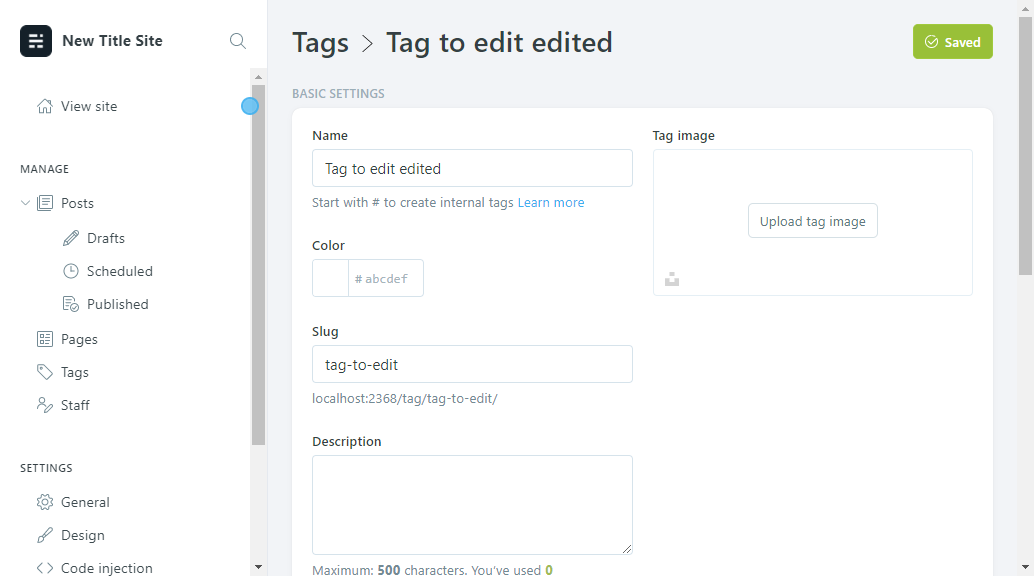 New Title Site
View site
MANAGE
Posts
Drafts
Scheduled
Published
Pages
Tags
Staff
SETTINGS
General
Design
Code injection
Tags > Tag to edit edited
Saved
BASIC SETTINGS
Name
Tag to edit edited
Start with # to create internal tags Learn more
Color
# abcdef
Slug
tag-to-edit
localhost:2368/tag/tag-to-edit/
Description
Maximum: 500 characters. You've used 0
Tag image
Upload tag image